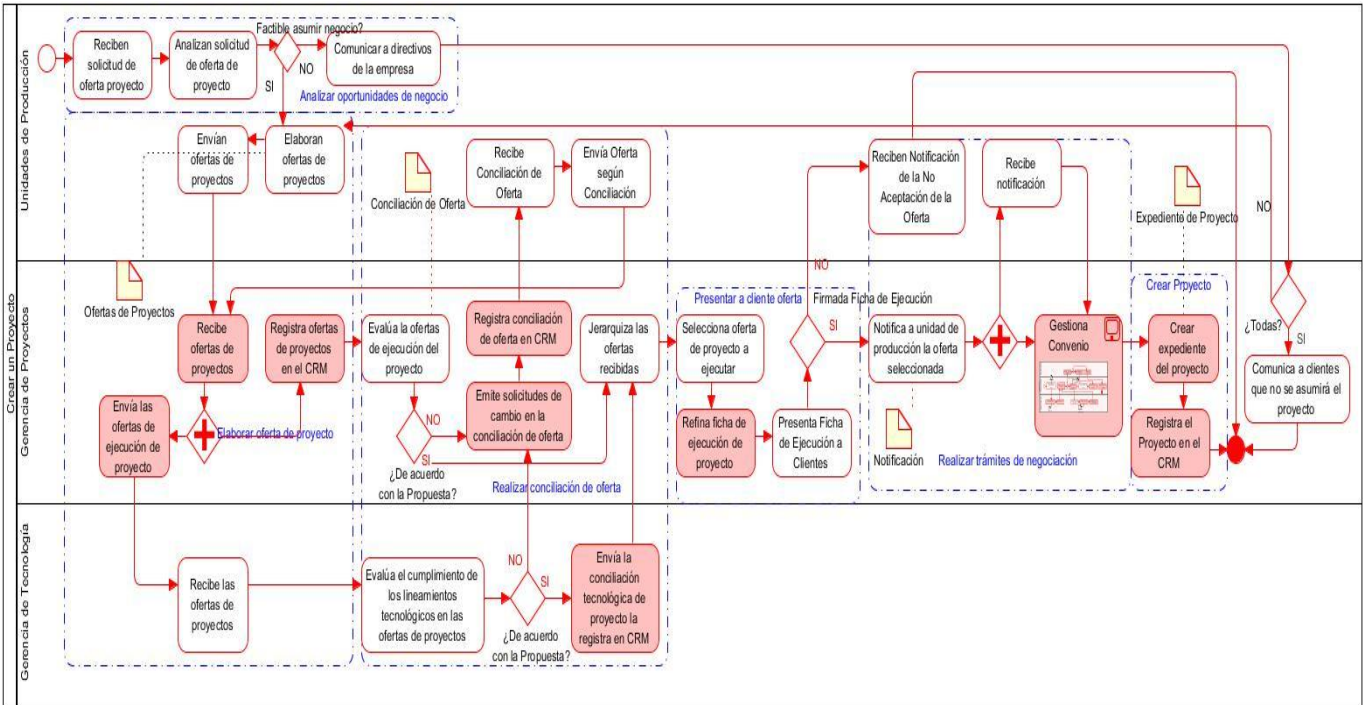 Crear un Proyecto
Unidades de Producción
Reciben
solicitud de
oferta proyecto
Analizan solicitud
de oferta de
proyecto
Factible asumir negocio?
NO
SI
Comunicar a directivos
de la empresa
Analizar oportunidades de negocio
Envían
ofertas de
proyectos
Elaboran
ofertas de
proyectos
Conciliación de Oferta
Recibe
Conciliación de
Oferta
Envía Oferta
según
Conciliación
Reciben Notificación
de la No
Aceptación de la
Oferta
Recibe
notificación
Expediente de Proyecto
NO
Gerencia de Proyectos
Ofertas de Proyectos
Recibe
ofertas de
proyectos
Registra ofertas
de proyectos
en el CRM
Envía las
ofertas de
ejecución de
proyecto
Elaborar oferta de proyecto
Evalúa la ofertas
de ejecución del
proyecto
NO
SI
¿De acuerdo
con la Propuesta?
Registra conciliación
de oferta en CRM
Emite solicitudes de
cambio en la
conciliación de oferta
Jerarquiza las
ofertas
recibidas
Realizar conciliación de oferta
Presentar a cliente oferta
Selecciona oferta
de proyecto a
ejecutar
Refina ficha de
ejecución de
proyecto
Presenta Ficha
de Ejecución a
Clientes
NO
Firmada Ficha de Ejecución
SI
Notifica a unidad de
producción la oferta
seleccionada
Notificación
Gestiona
Convenio
Realizar trámites de negociación
Crear Proyecto
Crear
expediente
del proyecto
Registra el
Proyecto en el
CRM
¿Todas?
SI
Comunica a clientes
que no se asumirá el
proyecto
Gerencia de Tecnología
Recibe las
ofertas de
proyectos
Evalúa el cumplimiento de
los lineamientos
tecnológicos en las
ofertas de proyectos
NO
SÍ
¿De acuerdo
con la Propuesta?
Envía la
conciliación
tecnológica de
proyecto la
registra en CRM